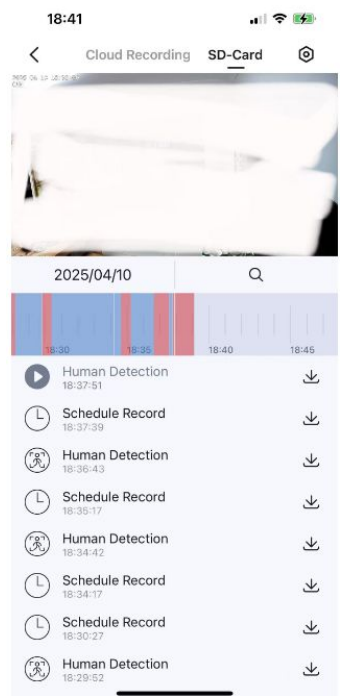 18:41
Cloud Recording SD-Card
2025/04/10
18:30 18:35 18:40 18:45
Human Detection
18:37:51
Schedule Record
18:37:39
Human Detection
18:36:43
Schedule Record
18:35:17
Human Detection
18:34:42
Schedule Record
18:34:17
Schedule Record
18:30:27
Human Detection
18:29:52